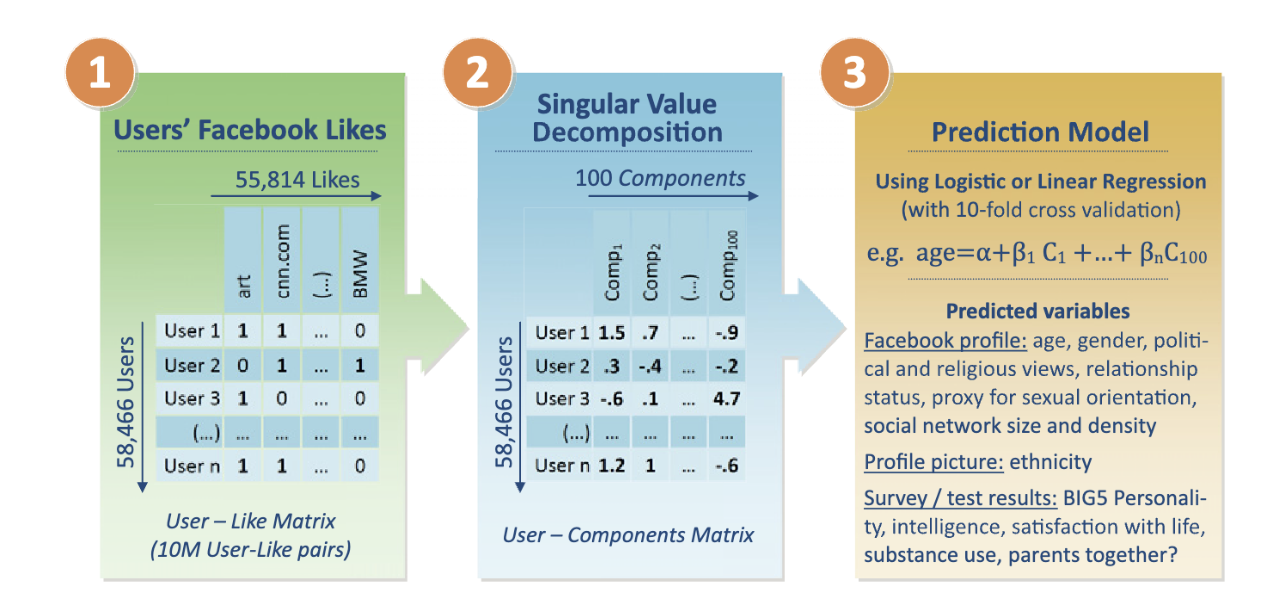 1
Users' Facebook Likes
55,814 Likes
art cnn.com (...) BMW
58,466 Users
User 1 1 1 ... 0
User 2 0 1 ... 1
User 3 1 0 ... 0
(...) ... ... ... ...
User n 1 1 ... 0
User – Like Matrix
(10M User-Like pairs)
2
Singular Value
Decomposition
100 Components
Comp1 Comp2 (...) Comp100
58,466 Users
User 1 1.5 .7 ... -.9
User 2 .3 -.4 ... -.2
User 3 -.6 .1 ... 4.7
(...) ... ... ... ...
User n 1.2 1 ... -.6
User – Components Matrix
3
Prediction Model
Using Logistic or Linear Regression
(with 10-fold cross validation)
e.g. age=α+β1 C1 +...+ βnC100
Predicted variables
Facebook profile: age, gender, politi-
cal and religious views, relationship
status, proxy for sexual orientation,
social network size and density
Profile picture: ethnicity
Survey / test results: BIG5 Personali-
ty, intelligence, satisfaction with life,
substance use, parents together?